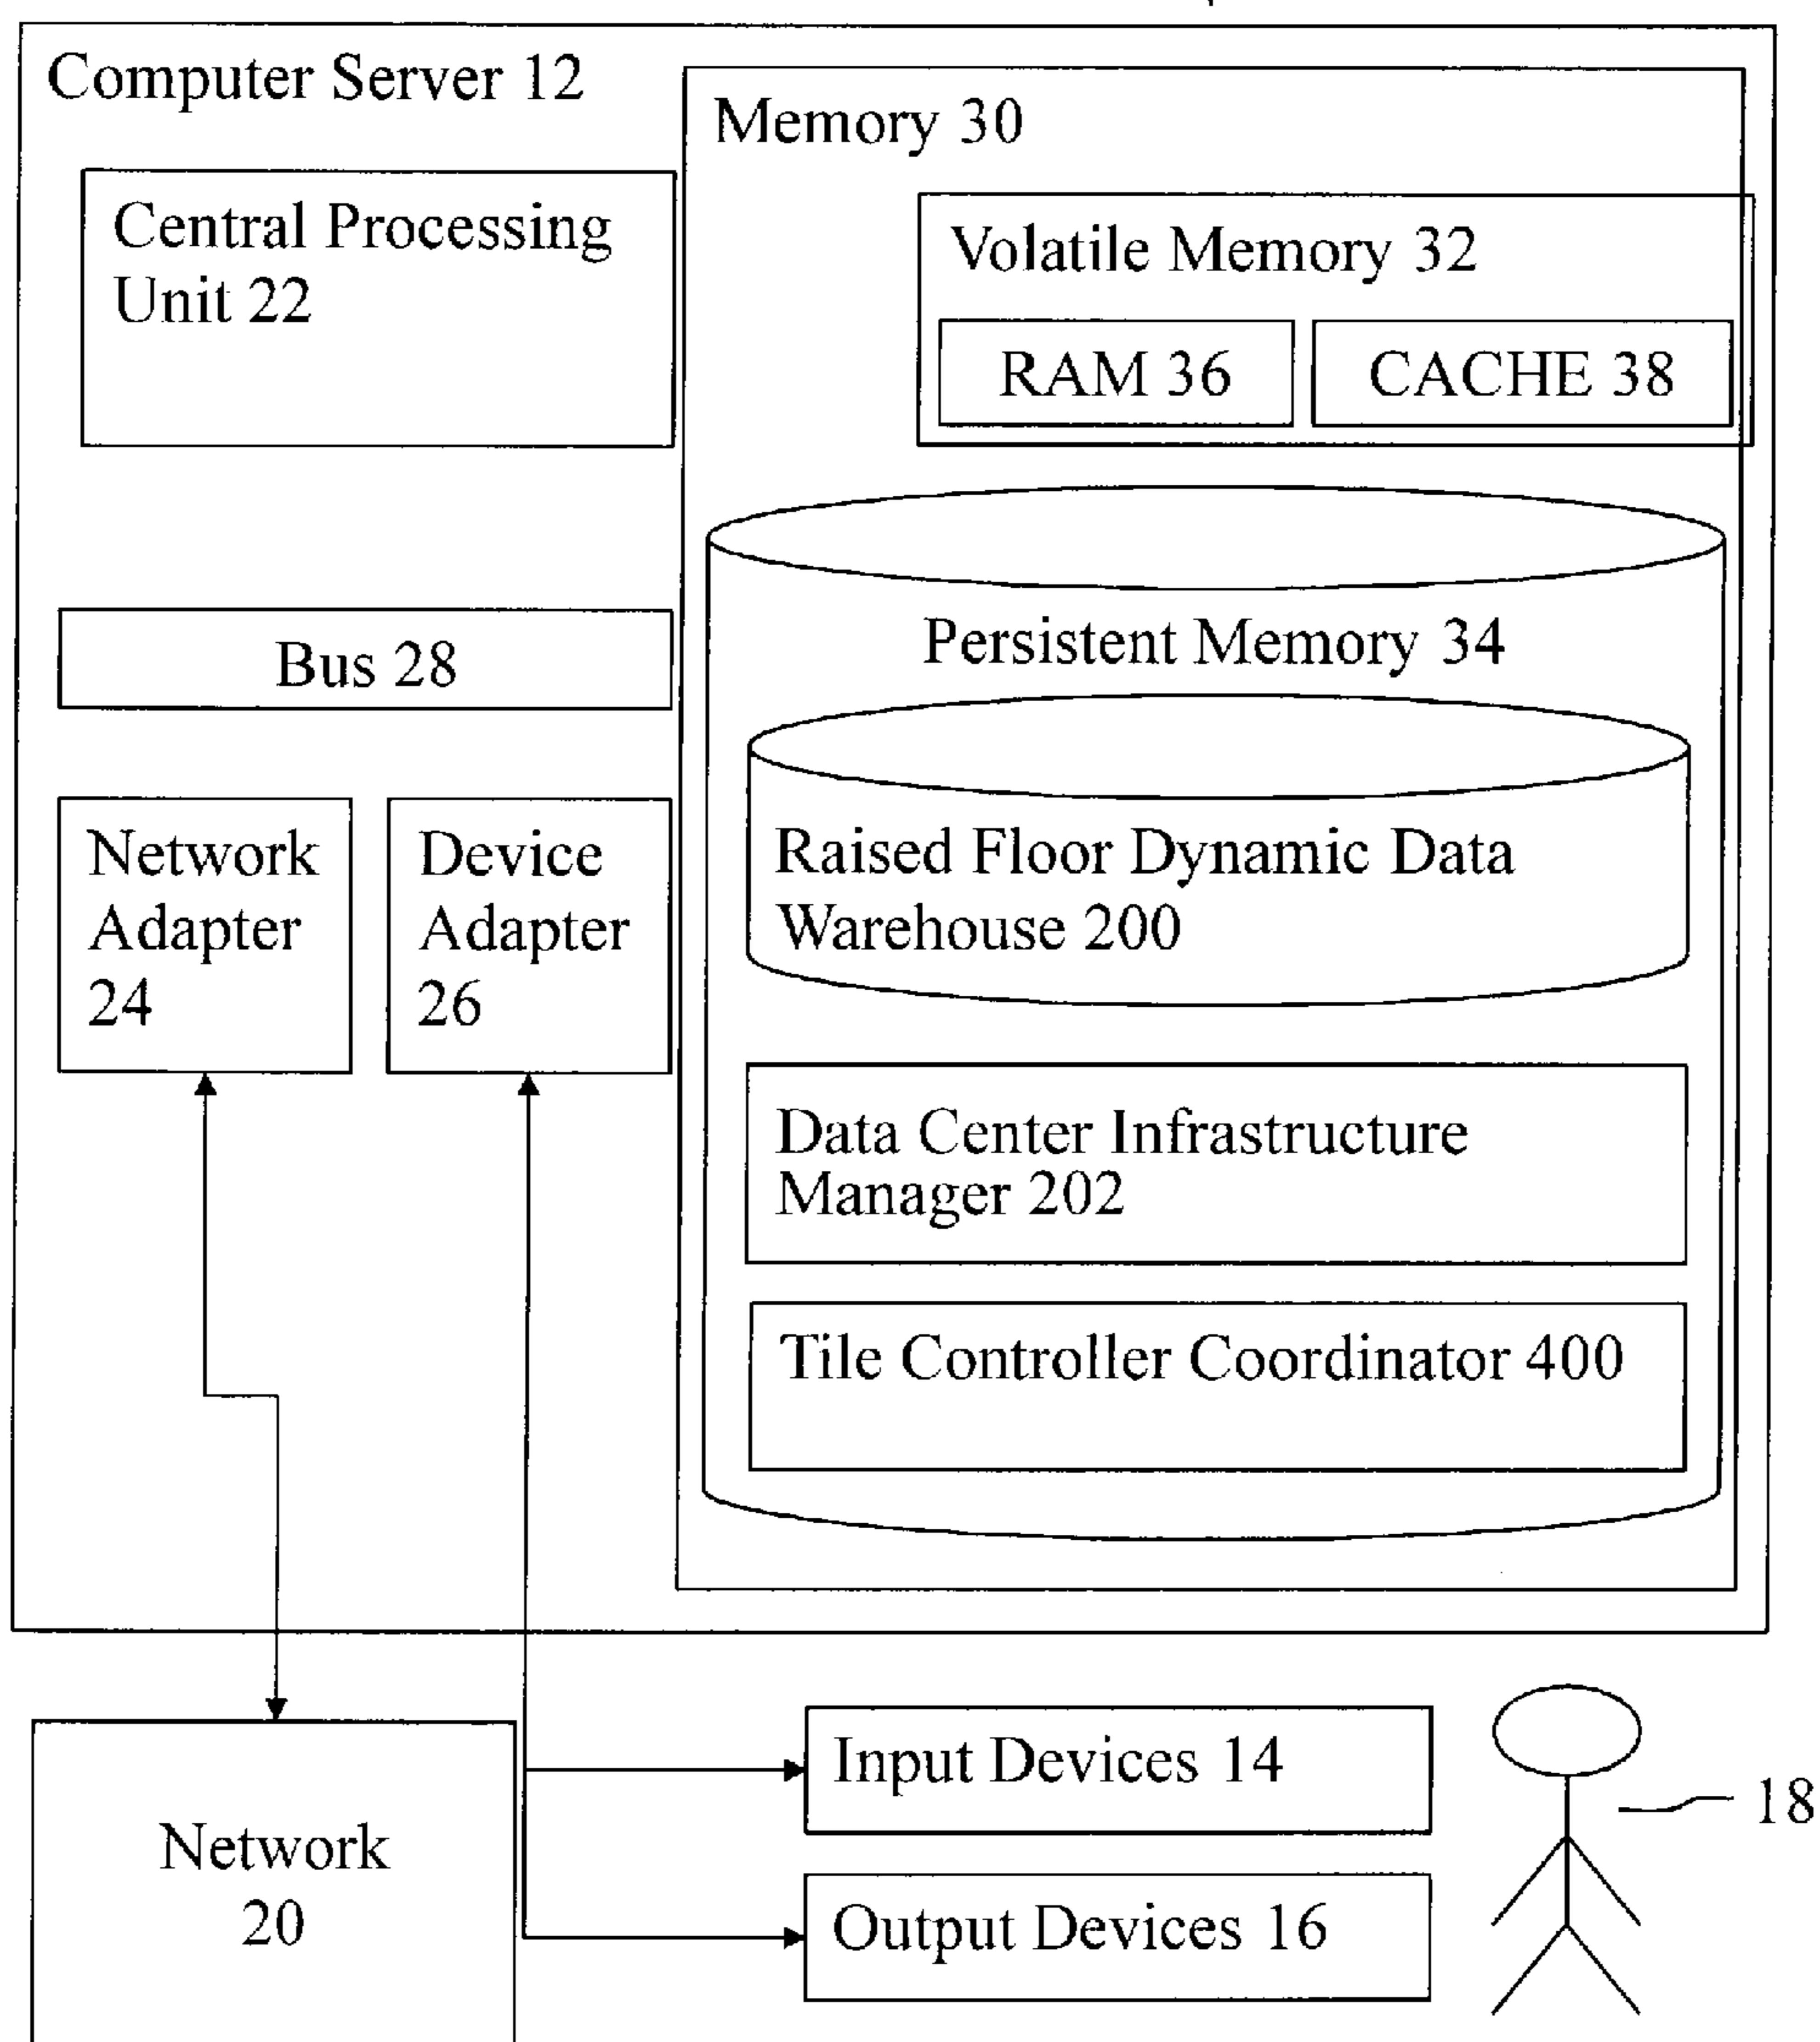 Computer Server 12
Memory 30
Central Processing
Unit 22
Volatile Memory 32
RAM 36
CACHE 38
Bus 28
Persistent Memory 34
Network
Adapter
24
Device
Adapter
26
Raised Floor Dynamic Data
Warehouse 200
Data Center Infrastructure
Manager 202
Tile Controller Coordinator 400
Input Devices 14
18
Network
20
Output Devices 16